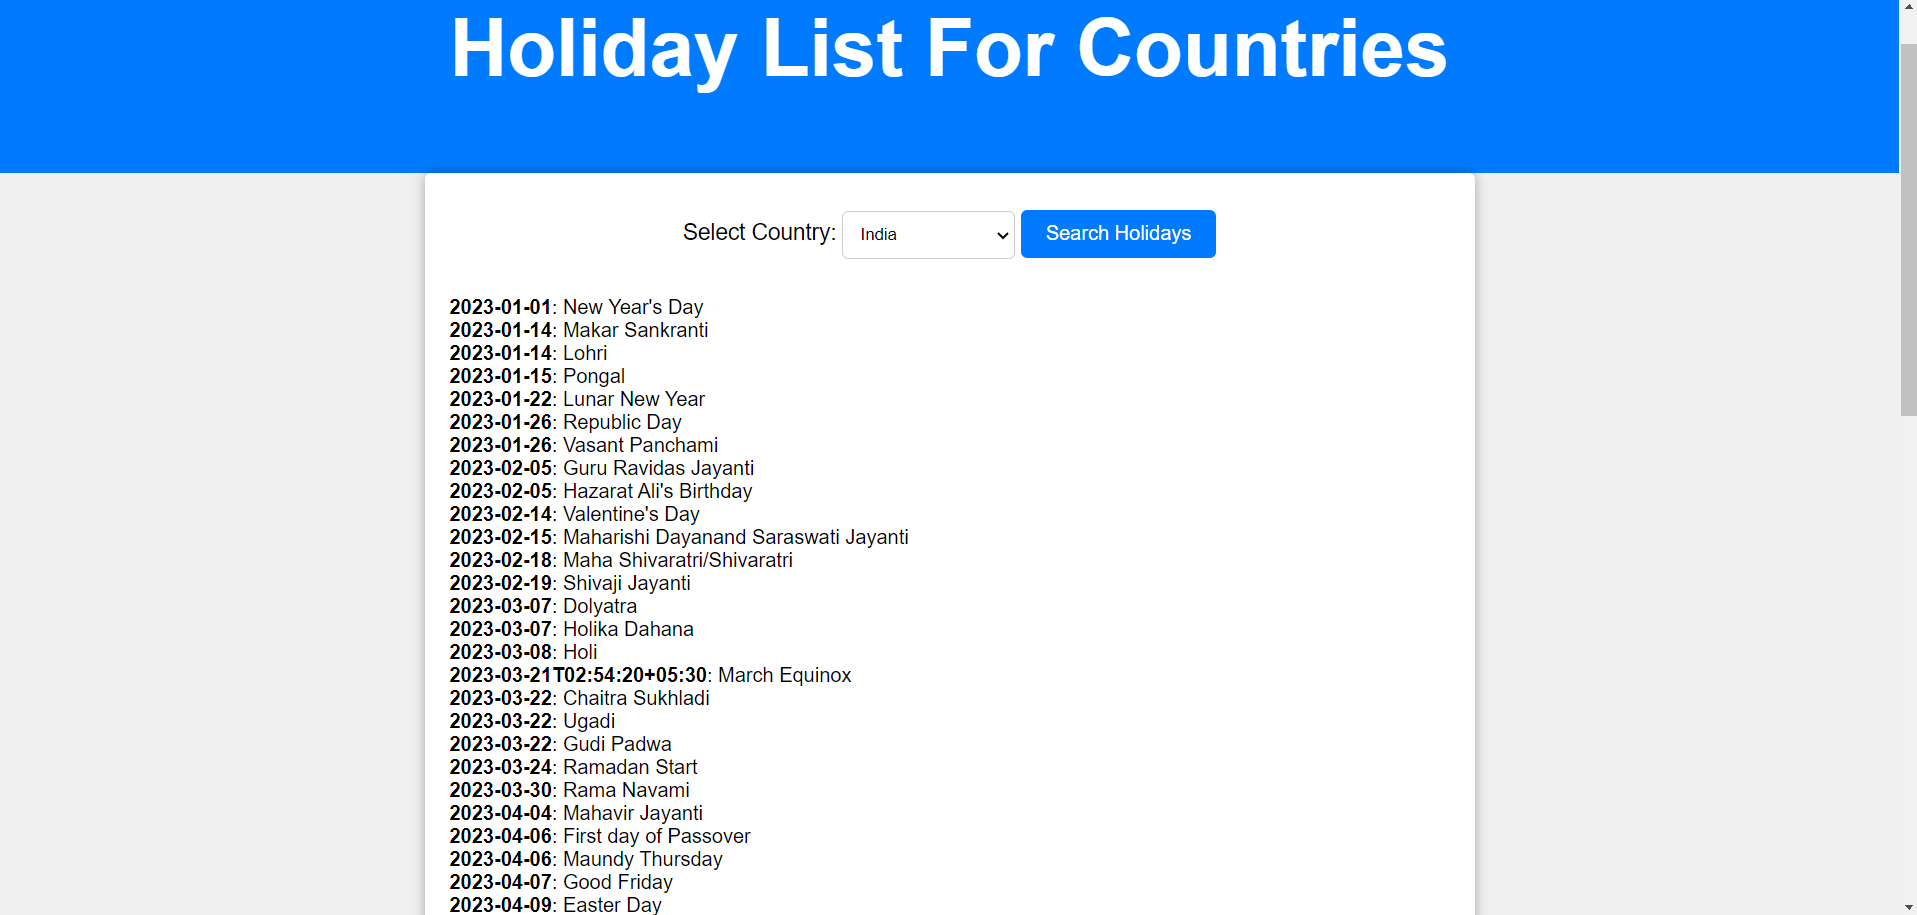 Holiday List For Countries
Select Country: India Search Holidays
2023-01-01: New Year's Day
2023-01-14: Makar Sankranti
2023-01-14: Lohri
2023-01-15: Pongal
2023-01-22: Lunar New Year
2023-01-26: Republic Day
2023-01-26: Vasant Panchami
2023-02-05: Guru Ravidas Jayanti
2023-02-05: Hazarat Ali's Birthday
2023-02-14: Valentine's Day
2023-02-15: Maharishi Dayanand Saraswati Jayanti
2023-02-18: Maha Shivaratri/Shivaratri
2023-02-19: Shivaji Jayanti
2023-03-07: Dolyatra
2023-03-07: Holika Dahana
2023-03-08: Holi
2023-03-21T02:54:20+05:30: March Equinox
2023-03-22: Chaitra Sukhladi
2023-03-22: Ugadi
2023-03-22: Gudi Padwa
2023-03-24: Ramadan Start
2023-03-30: Rama Navami
2023-04-04: Mahavir Jayanti
2023-04-06: First day of Passover
2023-04-06: Maundy Thursday
2023-04-07: Good Friday
2023-04-09: Easter Day